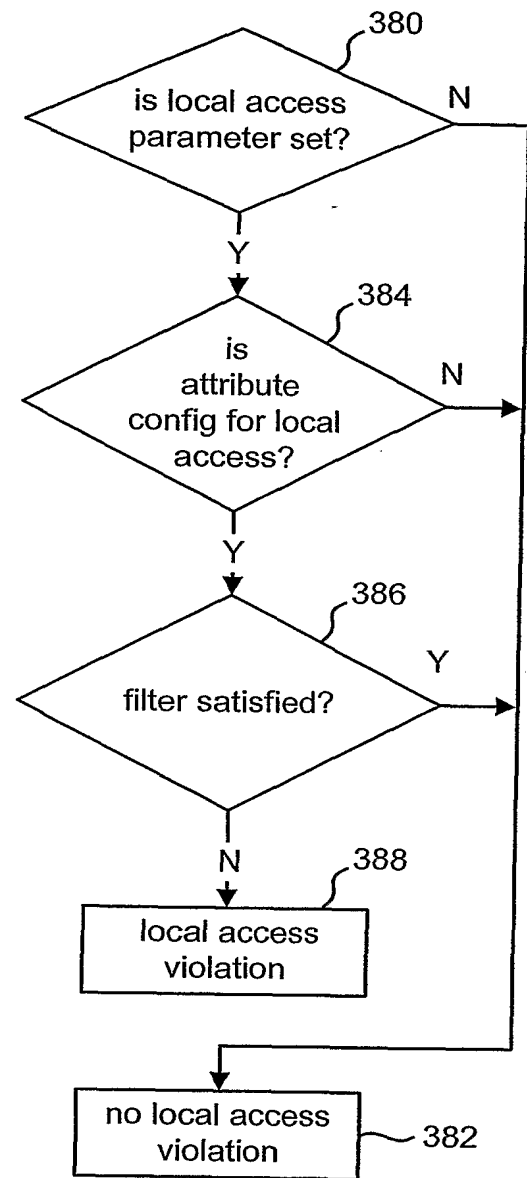 380
is local access
parameter set?
N
Y
384
is
attribute
config for local
access?
N
Y
386
filter satisfied?
Y
N
388
local access
violation
no local access
violation
382